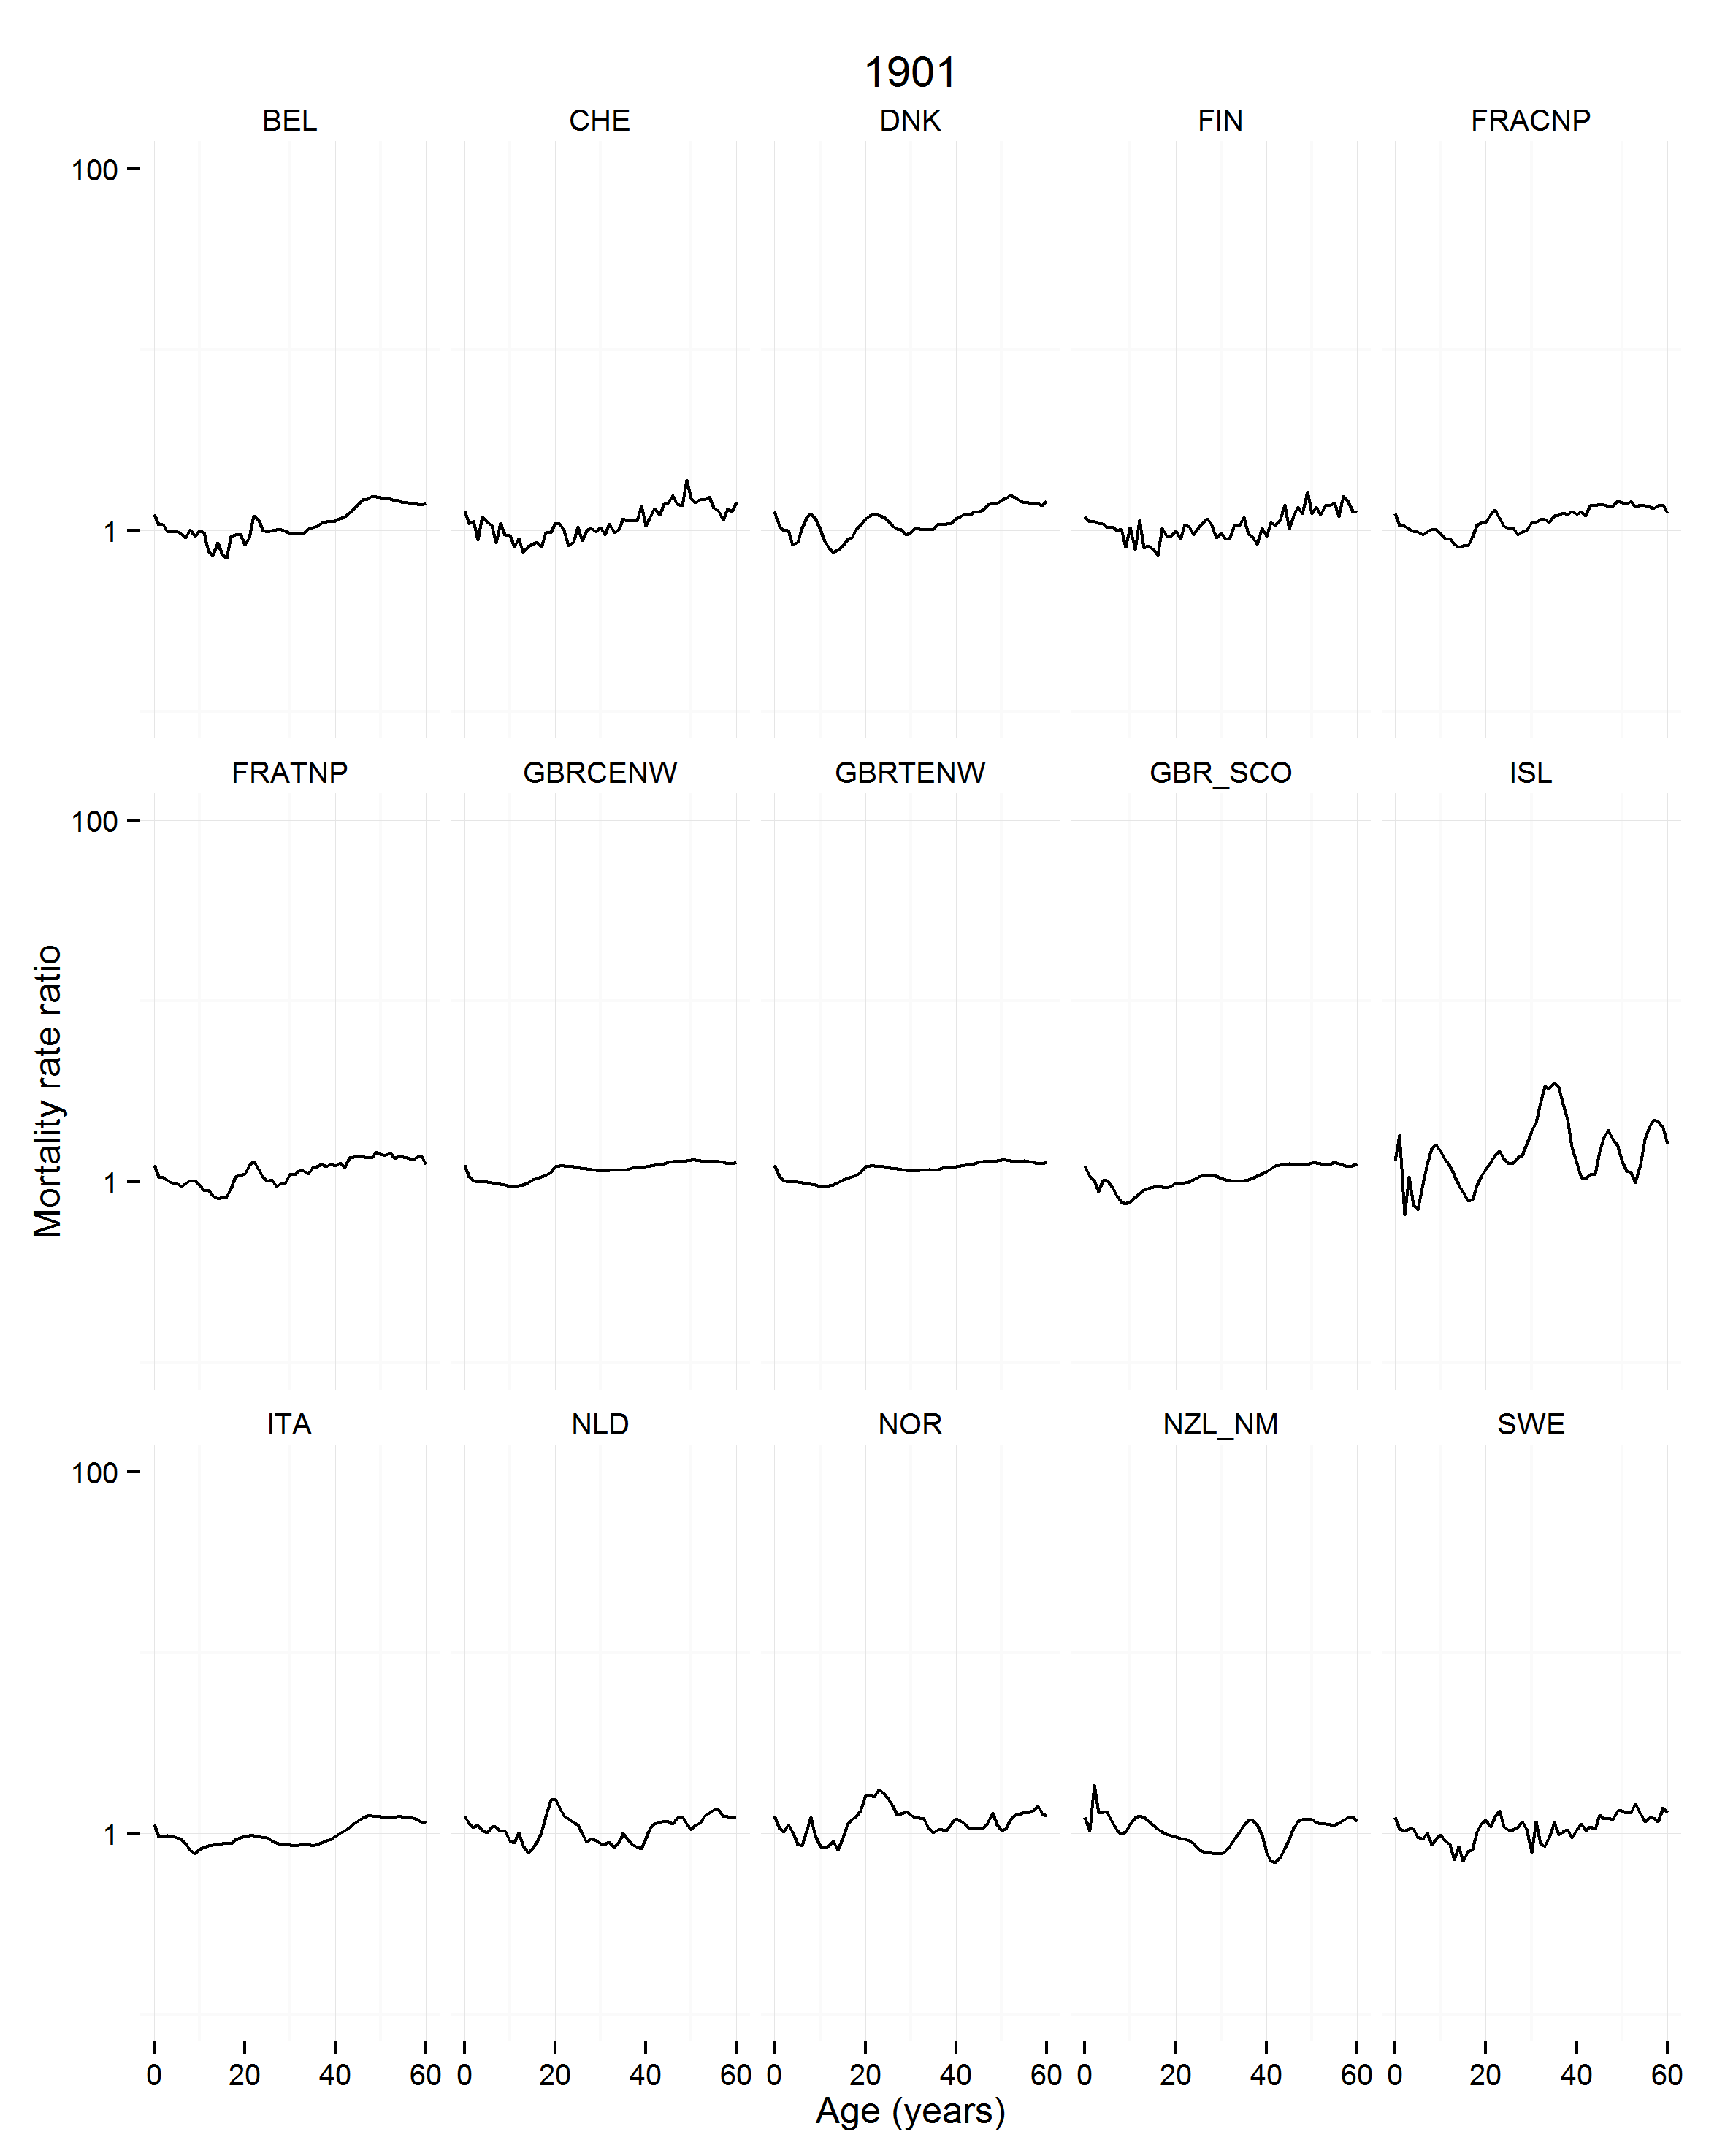 1901
BEL CHE DNK FIN FRACNP
100
1
FRATNP GBRCENW GBRTENW GBR_SCO ISL
100
1
Mortality rate ratio
ITA NLD NOR NZL_NM SWE
100
1
0 20 40 60 0 20 40 60 0 20 40 60 0 20 40 60 0 20 40 60
Age (years)